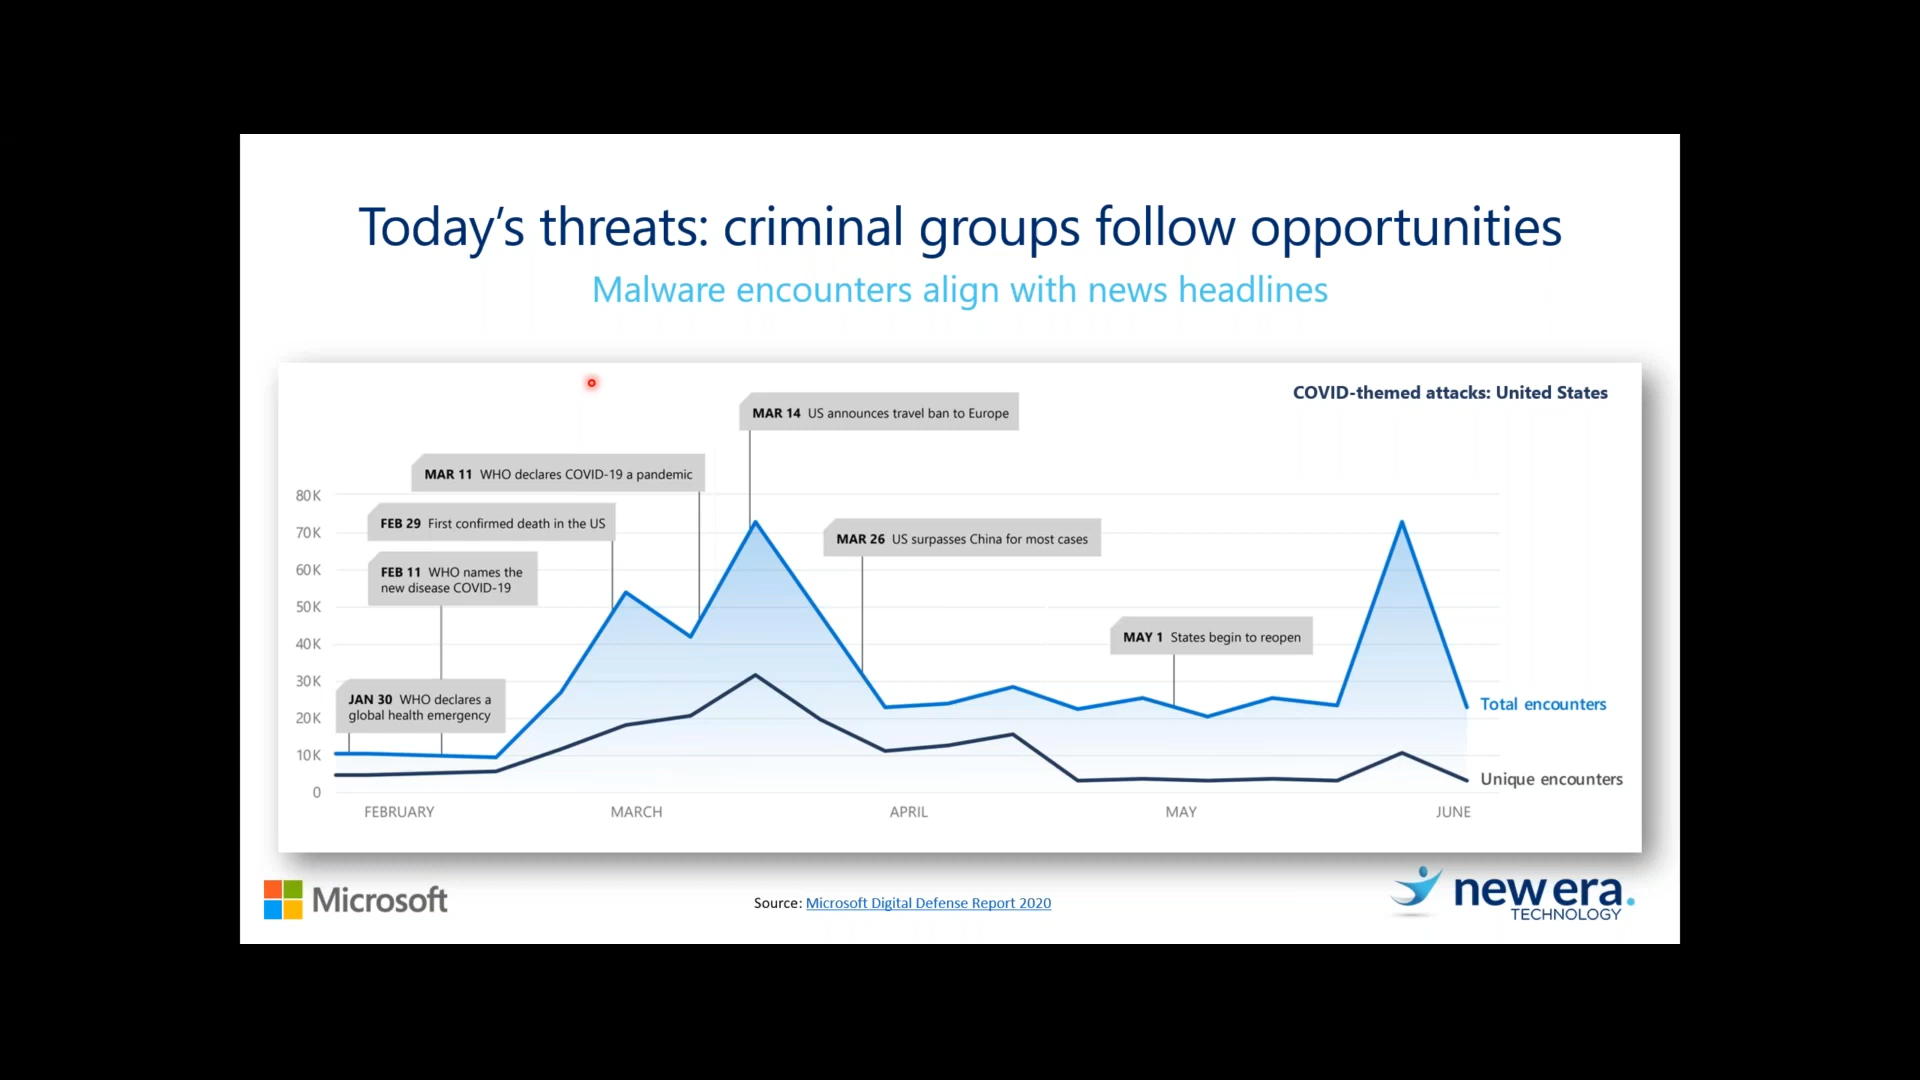 Today’s threats: criminal groups follow opportunities
Malware encounters align with news headlines
COVID-themed attacks: United States
MAR 14 US announces travel ban to Europe
MAR 11 WHO declares COVID-19 a pandemic
80K
FEB 29 First confirmed death in the US
70K
MAR 26 US surpasses China for most cases
60K
FEB 11 WHO names the
new disease COVID-19
50K
40K
MAY 1 States begin to reopen
30K
JAN 30 WHO declares a
global health emergency
20K
Total encounters
10K
Unique encounters
0
FEBRUARY MARCH APRIL MAY JUNE
Microsoft
Source: Microsoft Digital Defense Report 2020
new era.
TECHNOLOGY